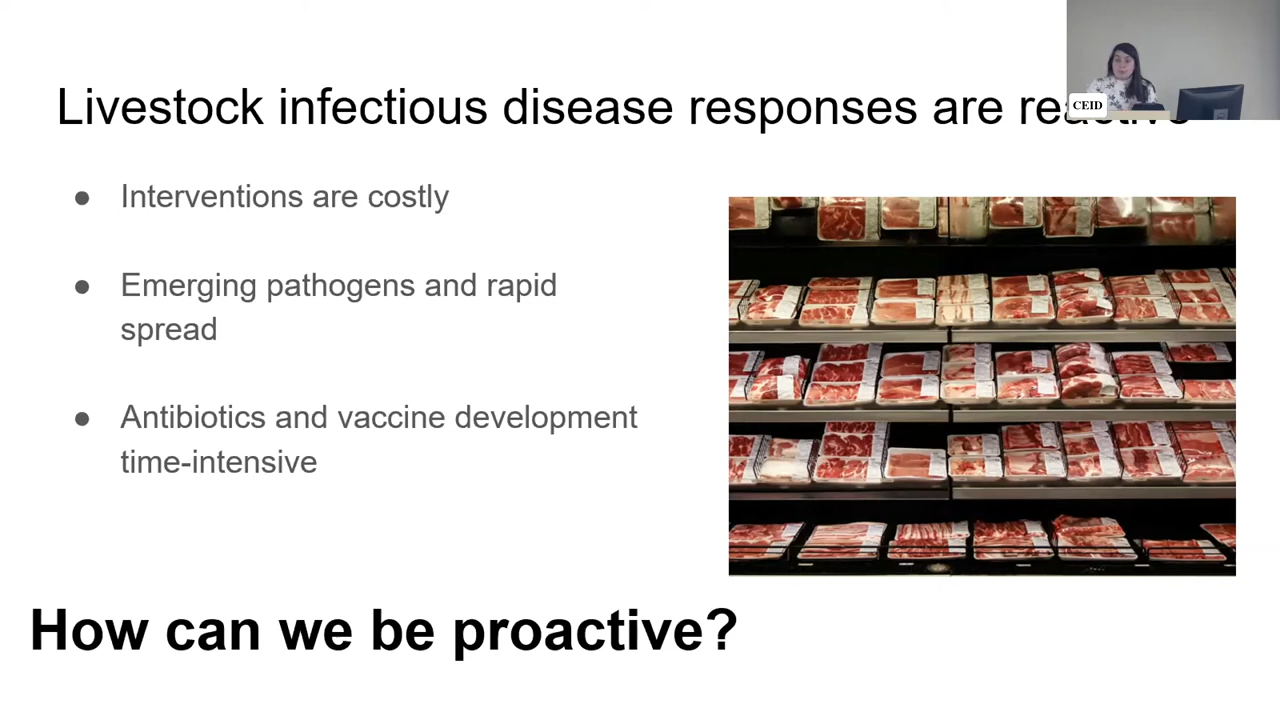 Livestock infectious disease responses are reactive
CEID
● Interventions are costly
● Emerging pathogens and rapid
spread
● Antibiotics and vaccine development
time-intensive
How can we be proactive?